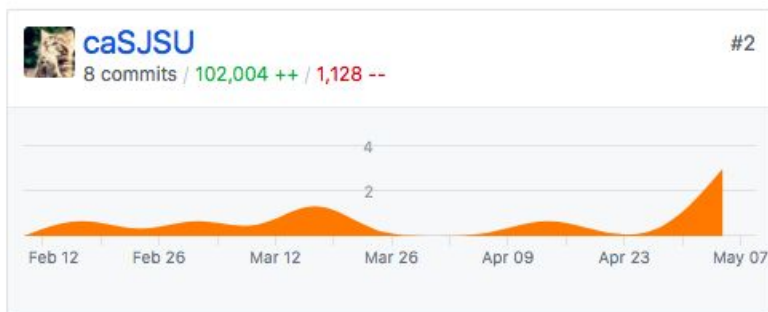 caSJSU
#2
8 commits / 102,004 ++ / 1,128 --
4
2
Feb 12 Feb 26 Mar 12 Mar 26 Apr 09 Apr 23 May 07